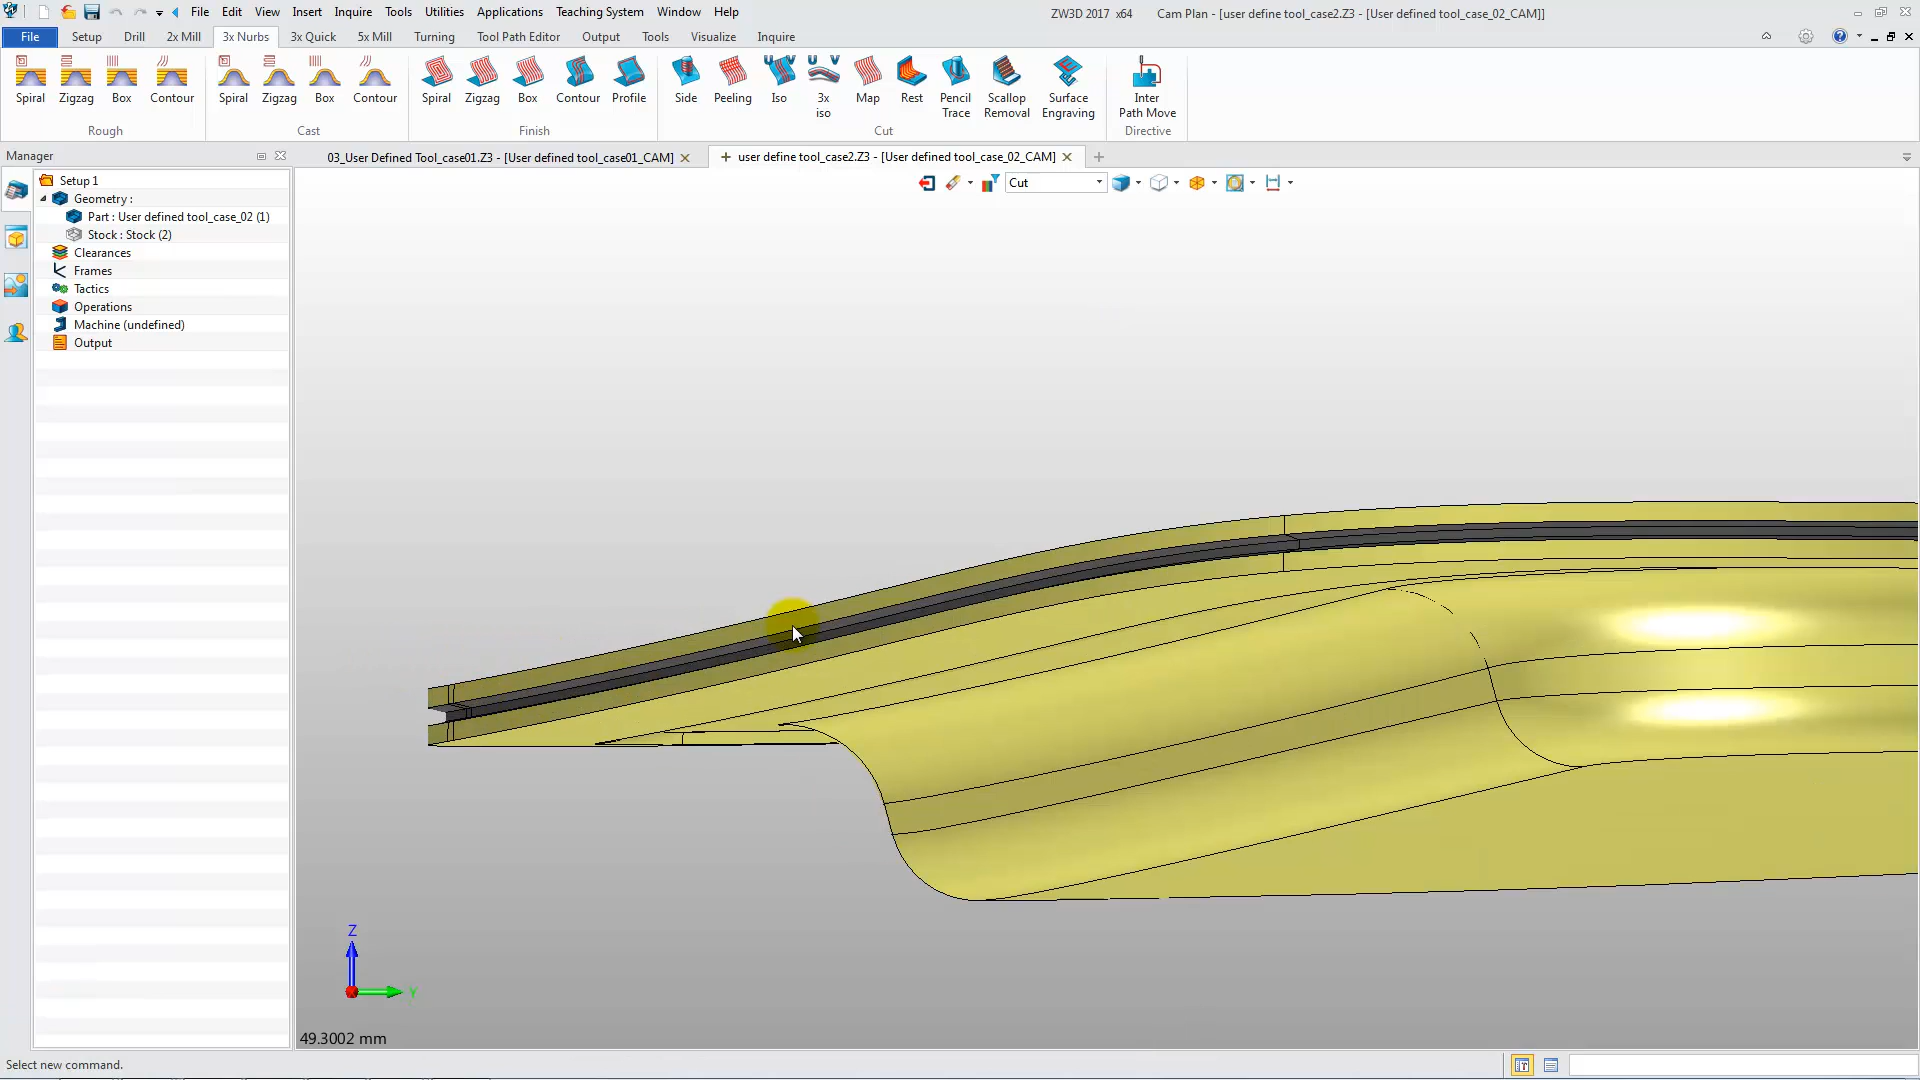 File Edit View Insert Inquire Tools Utilities Applications Teaching System Window Help
ZW3D 2017 x64 Cam Plan - [user define tool_case2.Z3 - [User defined tool_case_02_CAM]]
File Setup Drill 2x Mill 3x Nurbs 3x Quick 5x Mill Turning Tool Path Editor Output Tools Visualize Inquire
Spiral Zigzag Box Contour Spiral Zigzag Box Contour Spiral Zigzag Box Contour Profile Side Peeling Iso 3x iso Map Rest Pencil Trace Scallop Removal Surface Engraving Inter Path Move
Rough Cast Finish Cut Directive
Manager
03_User Defined Tool_case01.Z3 - [User defined tool_case01_CAM]
user define tool_case2.Z3 - [User defined tool_case_02_CAM]
Cut
Setup 1
Geometry :
Part : User defined tool_case_02 (1)
Stock : Stock (2)
Clearances
Frames
Tactics
Operations
Machine (undefined)
Output
Z
Y
49.3002 mm
Select new command.